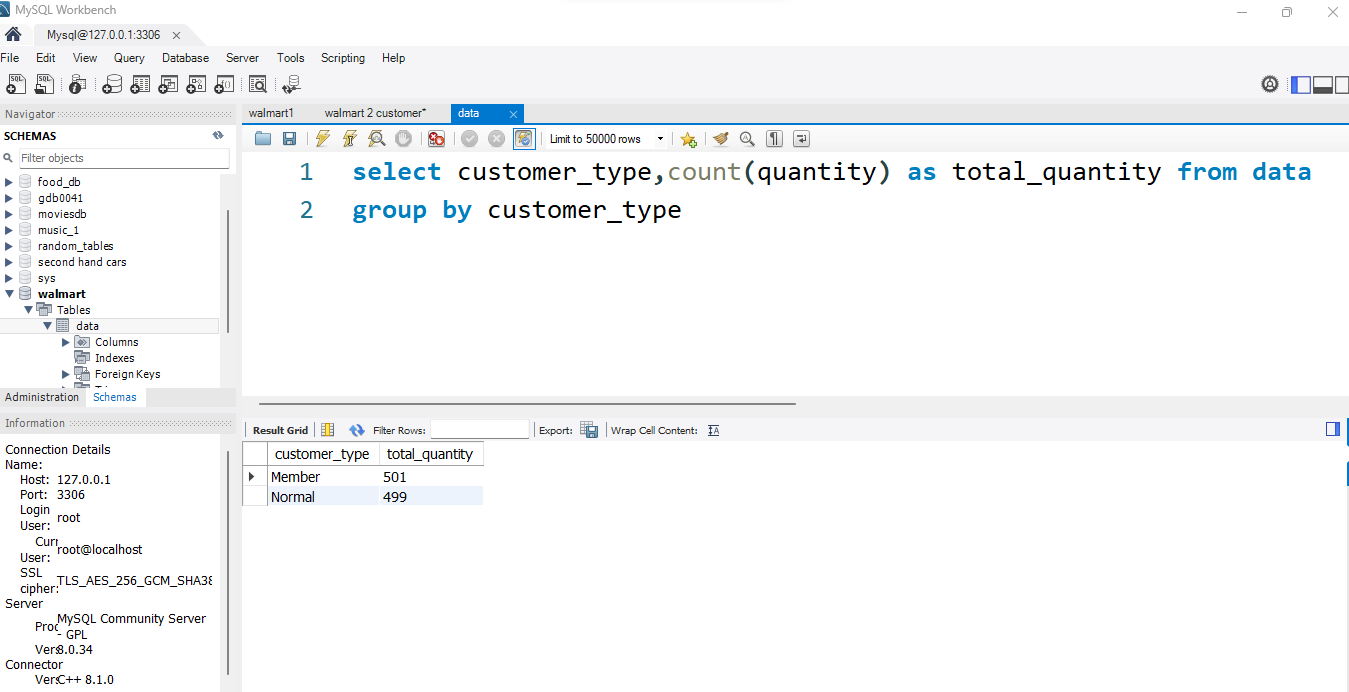 MySQL Workbench
Mysql@127.0.0.1:3306
File Edit View Query Database Server Tools Scripting Help
Navigator
SCHEMAS
Filter objects
food_db
gdb0041
moviesdb
music_1
random_tables
second hand cars
sys
walmart
Tables
data
Columns
Indexes
Foreign Keys
Administration Schemas
Information
Connection Details
Name:
Host: 127.0.0.1
Port: 3306
Login
User: root
Curr
User: root@localhost
SSL
cipher: TLS_AES_256_GCM_SHA38
Server
Proc MySQL Community Server
- GPL
Vers 8.0.34
Connector
Vers C++ 8.1.0
walmart1 walmart 2 customer* data
Limit to 50000 rows
1 select customer_type,count(quantity) as total_quantity from data
2 group by customer_type
Result Grid Filter Rows: Export: Wrap Cell Content:
customer_type total_quantity
Member 501
Normal 499